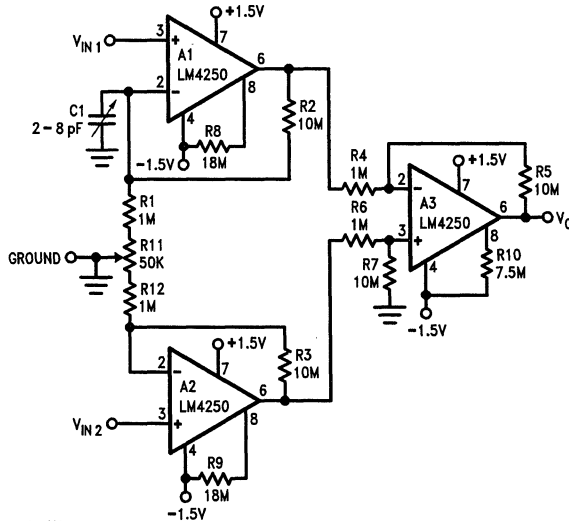 +1.5V
VIN 1
3
+
7
A1
6
LM4250
2
−
8
C1
2–8 pF
4
R8
18M
−1.5V
R2
10M
R1
1M
R11
50K
GROUND
R12
1M
R4
1M
R6
1M
R7
10M
+1.5V
7
2
−
A3
LM4250
3
+
6
8
4
R5
10M
R10
7.5M
−1.5V
+1.5V
7
2
−
A2
LM4250
6
3
+
8
4
VIN 2
R3
10M
R9
18M
−1.5V